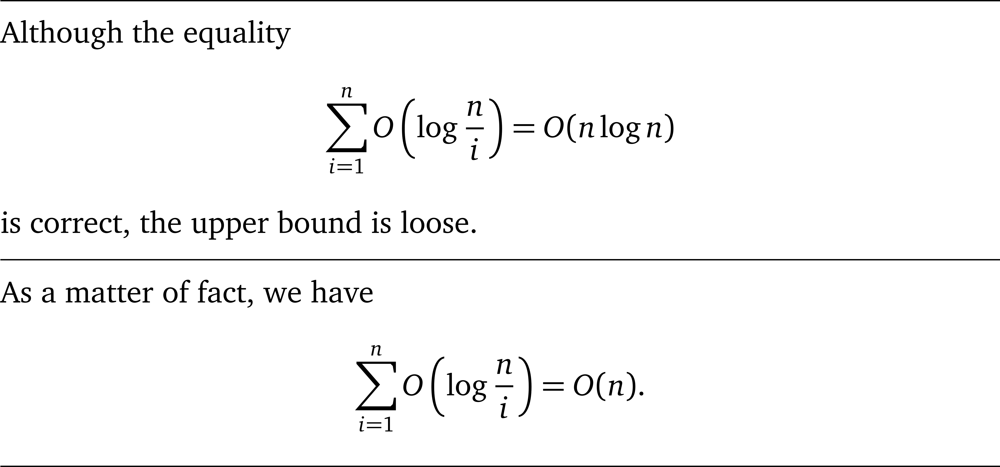 Although the equality
\sum_{i=1}^{n} O\left(\log \frac{n}{i}\right) = O(n \log n)
is correct, the upper bound is loose.
As a matter of fact, we have
\sum_{i=1}^{n} O\left(\log \frac{n}{i}\right) = O(n).